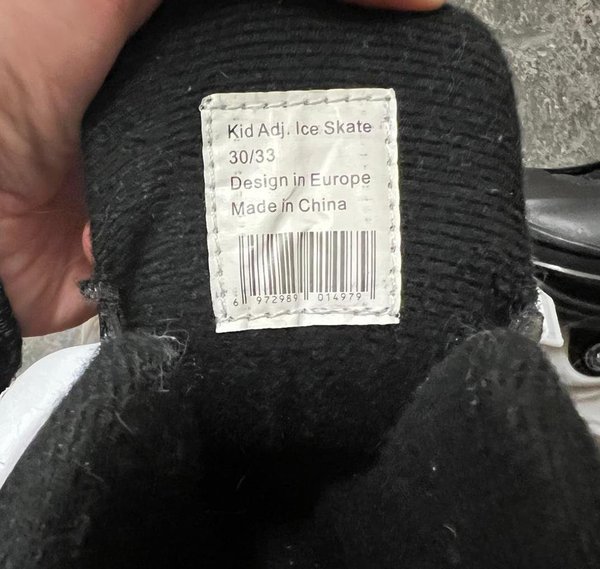 Kid Adj. Ice Skate
30/33
Design in Europe
Made in China
6 972989 014979